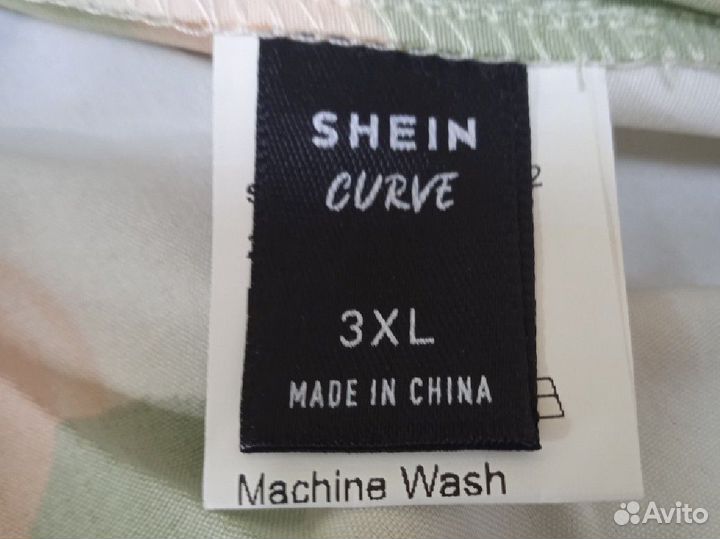 SHEIN
CURVE
3XL
MADE IN CHINA
Machine Wash
Avito